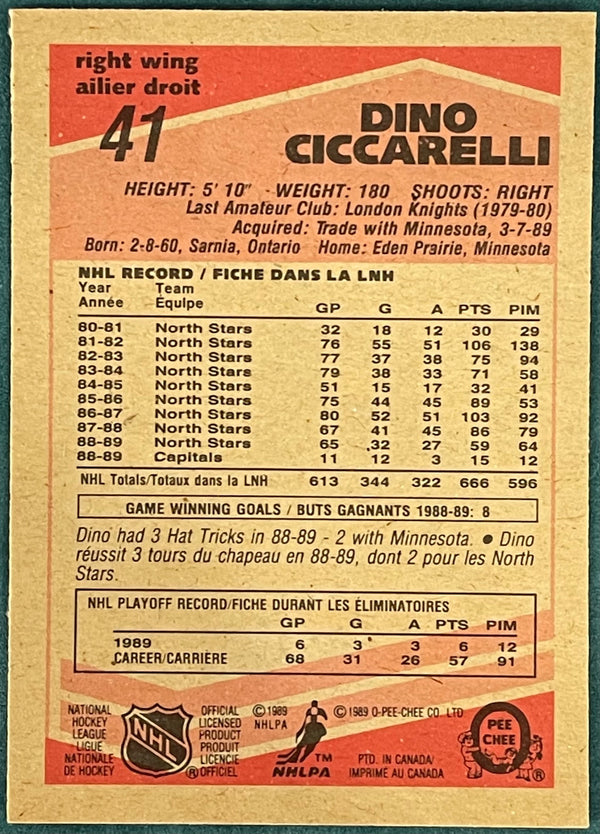 right wing
ailier droit
41
DINO
CICCARELLI
HEIGHT: 5' 10" - WEIGHT: 180 SHOOTS: RIGHT
Last Amateur Club: London Knights (1979-80)
Acquired: Trade with Minnesota, 3-7-89
Born: 2-8-60, Sarnia, Ontario Home: Eden Prairie, Minnesota
NHL RECORD / FICHE DANS LA LNH
Year Team
Année Équipe GP G A PTS PIM
80-81 North Stars 32 18 12 30 29
81-82 North Stars 76 55 51 106 138
82-83 North Stars 77 37 38 75 94
83-84 North Stars 79 38 33 71 58
84-85 North Stars 51 15 17 32 41
85-86 North Stars 75 44 45 89 53
86-87 North Stars 80 52 51 103 92
87-88 North Stars 67 41 45 86 79
88-89 North Stars 65 32 27 59 64
88-89 Capitals 11 12 3 15 12
NHL Totals/Totaux dans la LNH 613 344 322 666 596
GAME WINNING GOALS / BUTS GAGNANTS 1988-89: 8
Dino had 3 Hat Tricks in 88-89 - 2 with Minnesota. ● Dino
réussit 3 tours du chapeau en 88-89, dont 2 pour les North
Stars.
NHL PLAYOFF RECORD/FICHE DURANT LES ÉLIMINATOIRES
GP G A PTS PIM
1989 6 3 3 6 12
CAREER/CARRIÈRE 68 31 26 57 91
NATIONAL
HOCKEY
LEAGUE
LIGUE
NATIONALE
DE HOCKEY
NHL
®
OFFICIAL
LICENSED
PRODUCT
PRODUIT
LICENCIÉ
OFFICIEL
© 1989
NHLPA
TM
NHLPA
© 1989 O-PEE-CHEE CO. LTD
PTD. IN CANADA/
IMPRIMÉ AU CANADA
O
PEE
CHEE
®